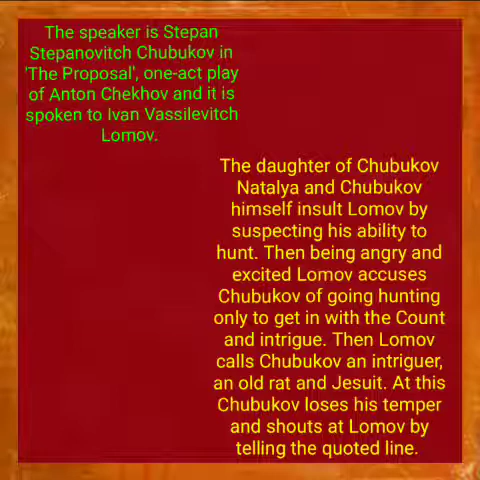 The speaker is Stepan
Stepanovitch Chubukov in
'The Proposal', one-act play
of Anton Chekhov and it is
spoken to Ivan Vassilevitch
Lomov.
The daughter of Chubukov
Natalya and Chubukov
himself insult Lomov by
suspecting his ability to
hunt. Then being angry and
excited Lomov accuses
Chubukov of going hunting
only to get in with the Count
and intrigue. Then Lomov
calls Chubukov an intriguer,
an old rat and Jesuit. At this
Chubukov loses his temper
and shouts at Lomov by
telling the quoted line.